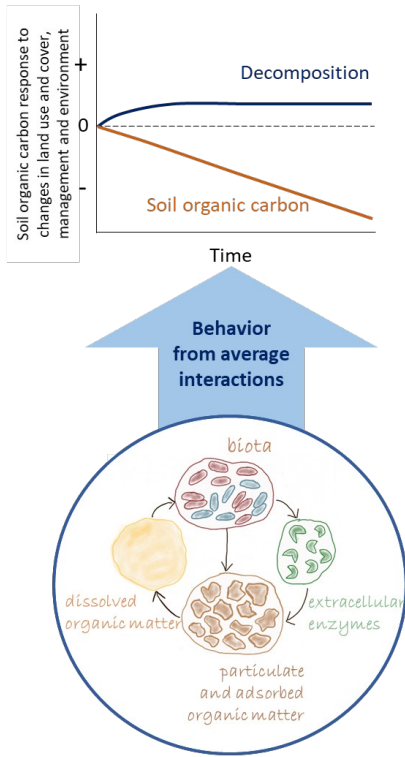 Soil organic carbon response to
changes in land use and cover,
management and environment
+
0
-
Decomposition
Soil organic carbon
Time
Behavior
from average
interactions
biota
dissolved
organic matter
extracellular
enzymes
particulate
and adsorbed
organic matter